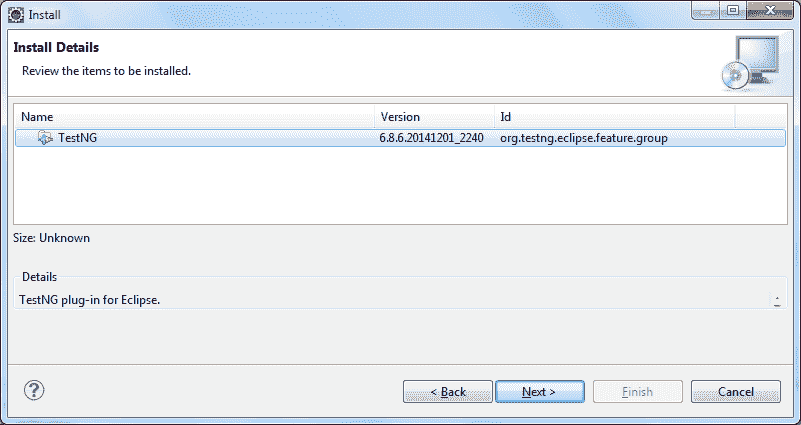 Install
Install Details
Review the items to be installed.
Name Version Id
TestNG 6.8.6.20141201_2240 org.testng.eclipse.feature.group
Size: Unknown
Details
TestNG plug-in for Eclipse.
< Back Next > Finish Cancel